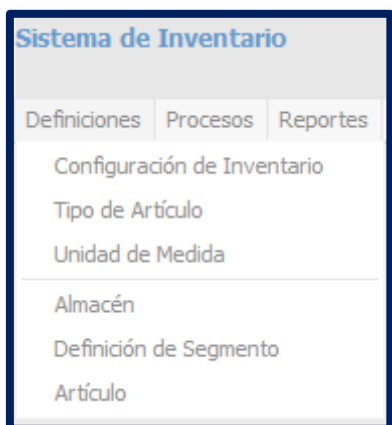 Sistema de Inventario
Definiciones Procesos Reportes
Configuración de Inventario
Tipo de Artículo
Unidad de Medida
Almacén
Definición de Segmento
Artículo